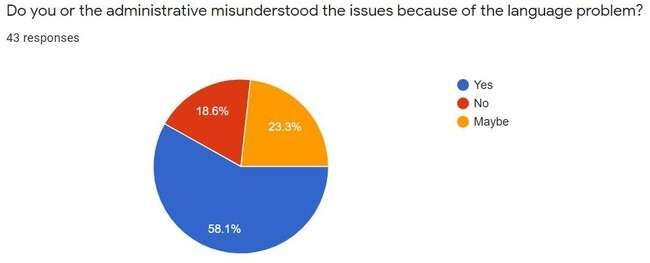 Do you or the administrative misunderstood the issues because of the language problem?
43 responses
Yes
No
Maybe
18.6%
23.3%
58.1%